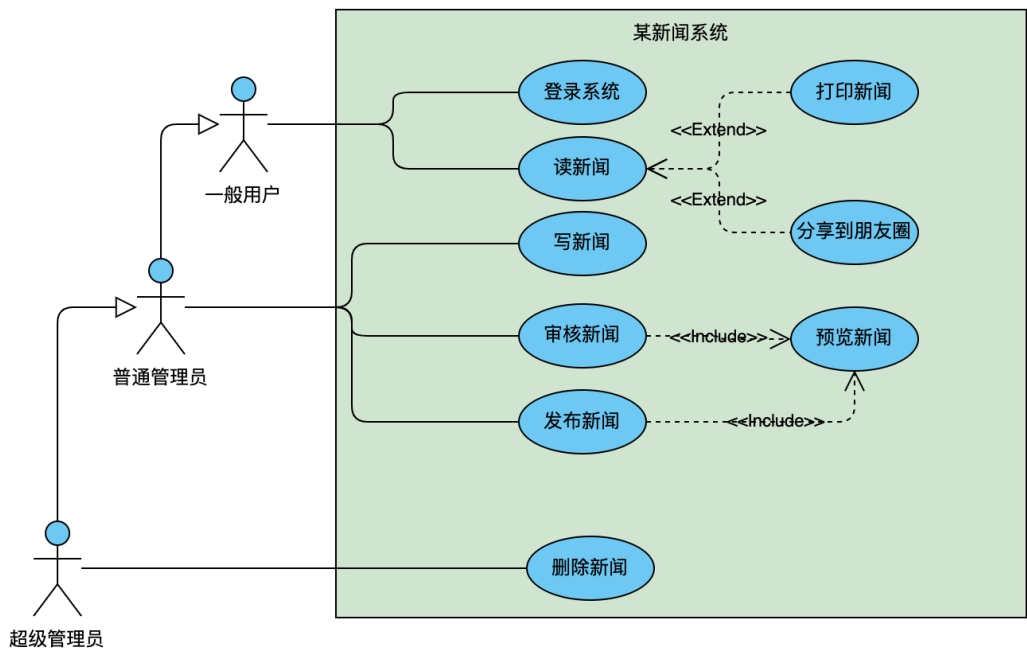 某新闻系统
登录系统
打印新闻
<<Extend>>
读新闻
一般用户
<<Extend>>
分享到朋友圈
写新闻
审核新闻
<<Include>>
预览新闻
普通管理员
发布新闻
<<Include>>
删除新闻
超级管理员